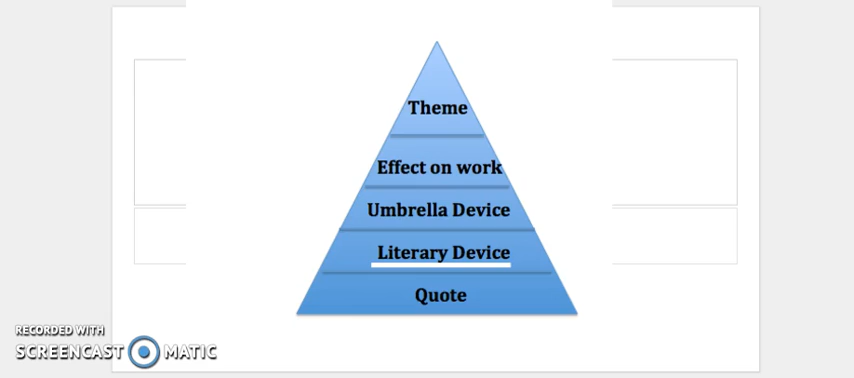 Theme
Effect on work
Umbrella Device
Literary Device
Quote
RECORDED WITH
SCREENCAST MATIC